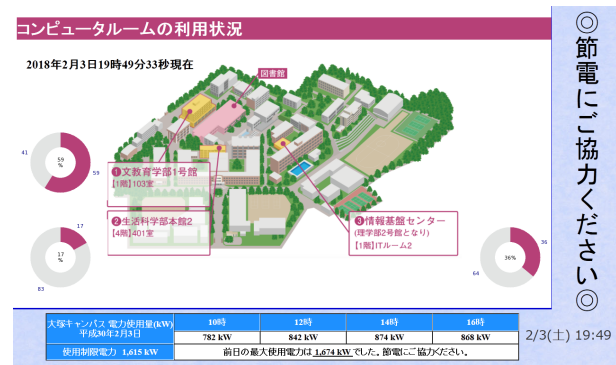 コンピュータルームの利用状況
2018年2月3日19時49分33秒現在
図書館
❶文教育学部1号館
【1階】103室
❷生活科学部本館2
【4階】401室
❸情報基盤センター
(理学部2号館となり)
【1階】ITルーム2
41
59
%
59
17
17
%
83
36
36%
64
大塚キャンパス 電力使用量(kW)
平成30年2月3日
10時
12時
14時
16時
782 kW
842 kW
874 kW
868 kW
使用制限電力 1,615 kW
前日の最大使用電力は 1,674 kW でした。節電にご協力ください。
◎節電にご協力ください◎
2/3(土) 19:49